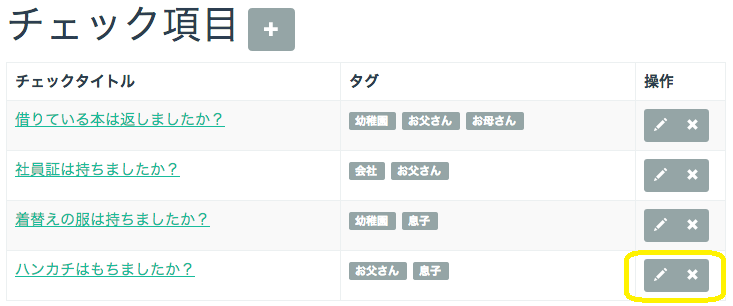 チェック項目 +
チェックタイトル タグ 操作
借りている本は返しましたか？ 幼稚園 お父さん お母さん
社員証は持ちましたか？ 会社 お父さん
着替えの服は持ちましたか？ 幼稚園 息子
ハンカチはもちましたか？ お父さん 息子